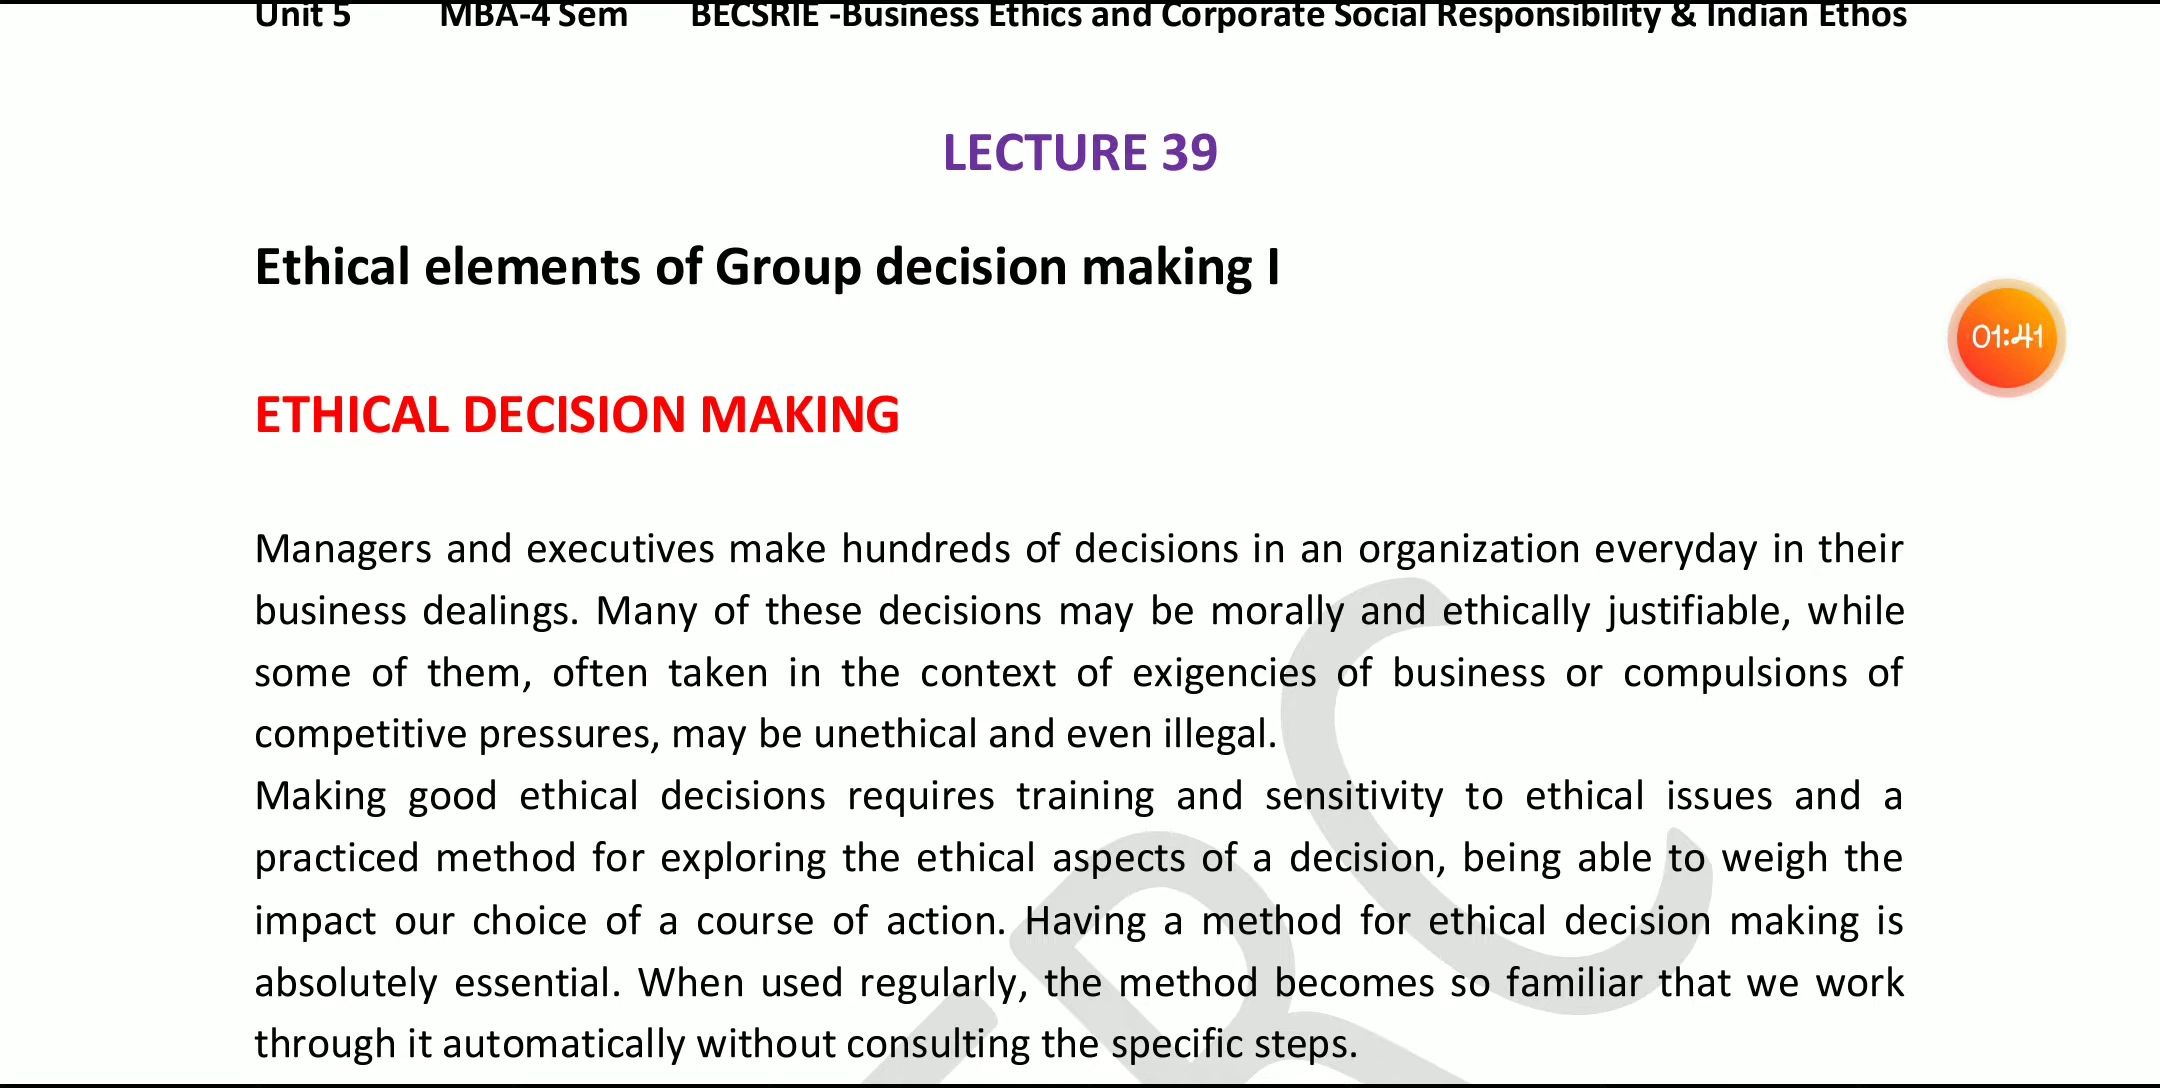 Unit 5 MBA-4 Sem BECSRIE -Business Ethics and Corporate Social Responsibility & Indian Ethos
LECTURE 39
Ethical elements of Group decision making I
01:41
ETHICAL DECISION MAKING
Managers and executives make hundreds of decisions in an organization everyday in their
business dealings. Many of these decisions may be morally and ethically justifiable, while
some of them, often taken in the context of exigencies of business or compulsions of
competitive pressures, may be unethical and even illegal.
Making good ethical decisions requires training and sensitivity to ethical issues and a
practiced method for exploring the ethical aspects of a decision, being able to weigh the
impact our choice of a course of action. Having a method for ethical decision making is
absolutely essential. When used regularly, the method becomes so familiar that we work
through it automatically without consulting the specific steps.